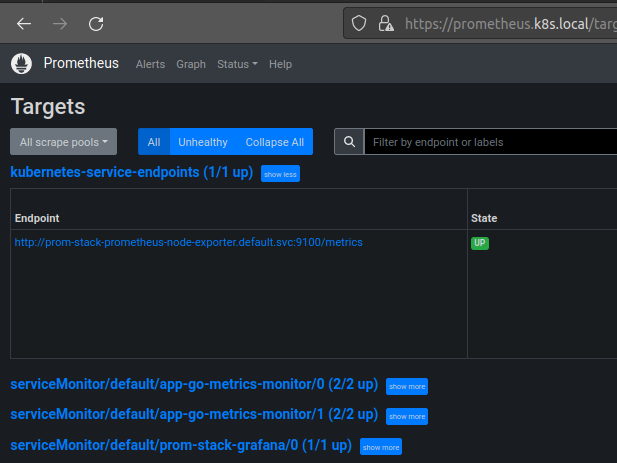 https://prometheus.k8s.local/targ
Prometheus Alerts Graph Status Help
Targets
All scrape pools All Unhealthy Collapse All Filter by endpoint or labels
kubernetes-service-endpoints (1/1 up) show less
Endpoint State
http://prom-stack-prometheus-node-exporter.default.svc:9100/metrics UP
serviceMonitor/default/app-go-metrics-monitor/0 (2/2 up) show more
serviceMonitor/default/app-go-metrics-monitor/1 (2/2 up) show more
serviceMonitor/default/prom-stack-grafana/0 (1/1 up) show more